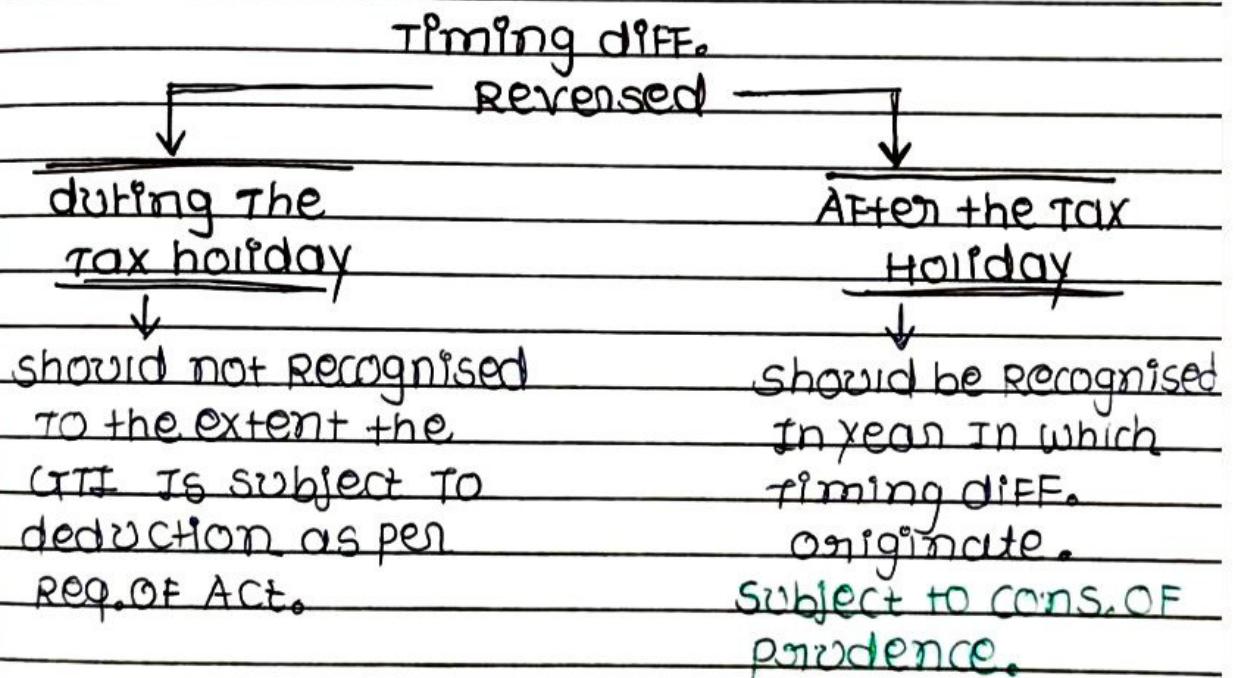 Timing diff.
Reversed
during The
Tax holiday
should not Recognised
To the extent the
GTI Is subject To
deduction as per
Req. OF Act.
After the Tax
Holiday
should be Recognised
In year In which
Timing diff.
originate.
Subject to cons. OF
prudence.